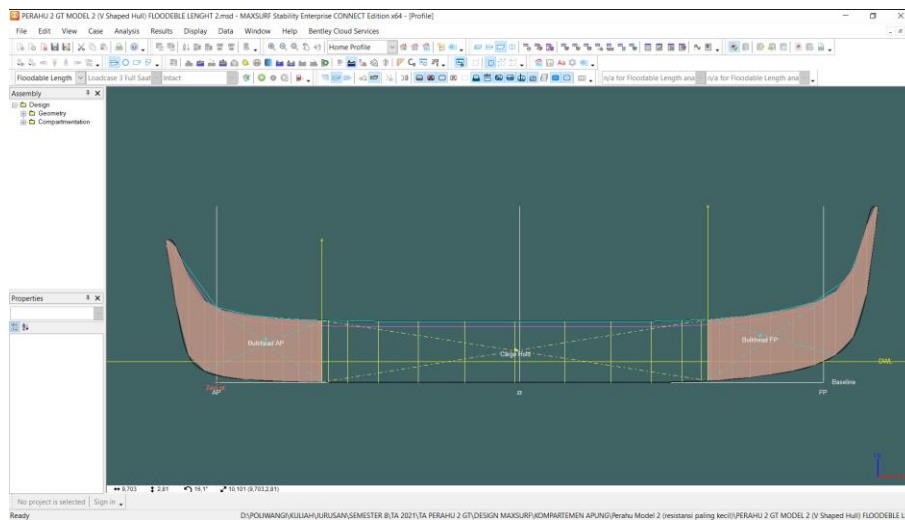 PERAHU 2 GT MODEL 2 (V Shaped Hull) FLOODEBLE LENGHT 2.msd - MAXSURF Stability Enterprise CONNECT Edition x64 - [Profile]
File Edit View Case Analysis Results Display Data Window Help Bentley Cloud Services
Home Profile
Floodable Length Loadcase 3 Full Saat Intact n/a for Floodable Length ana n/a for Floodable Length ana
Assembly
Design
Geometry
Compartmentation
Properties
Bulkhead AP
Cargo Hold
Bulkhead FP
DWL
Baseline
AP
FP
9,703 2,81 16,1° 10,101 (9,703,2,81)
No project is selected Sign in
Ready D:\POLIWANGI\KULIAH\JURUSAN\SEMESTER 8\TA 2021\TA PERAHU 2 GT\DESIGN MAXSURF\KOMPARTEMEN APUNG\Perahu Model 2 (resistansi paling kecil)\PERAHU 2 GT MODEL 2 (V Shaped Hull) FLOODEBLE L